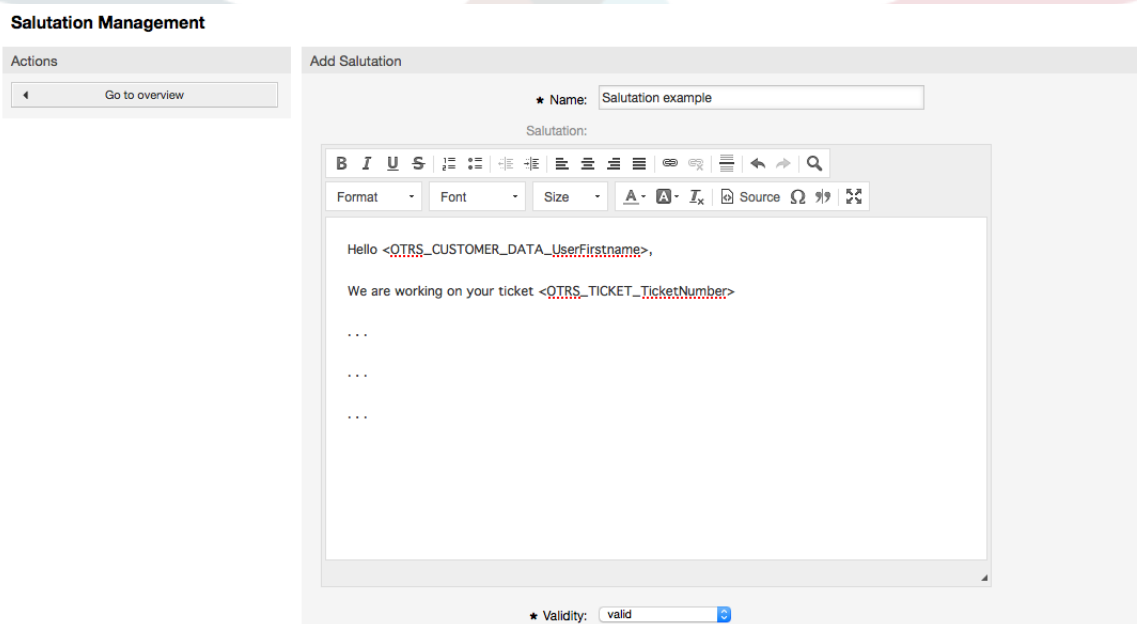 Salutation Management
Actions
Go to overview
Add Salutation
★ Name: Salutation example
Salutation:
B I U S
Format Font Size A A Ix Source Ω
Hello <OTRS_CUSTOMER_DATA_UserFirstname>,
We are working on your ticket <OTRS_TICKET_TicketNumber>
. . .
. . .
. . .
★ Validity: valid